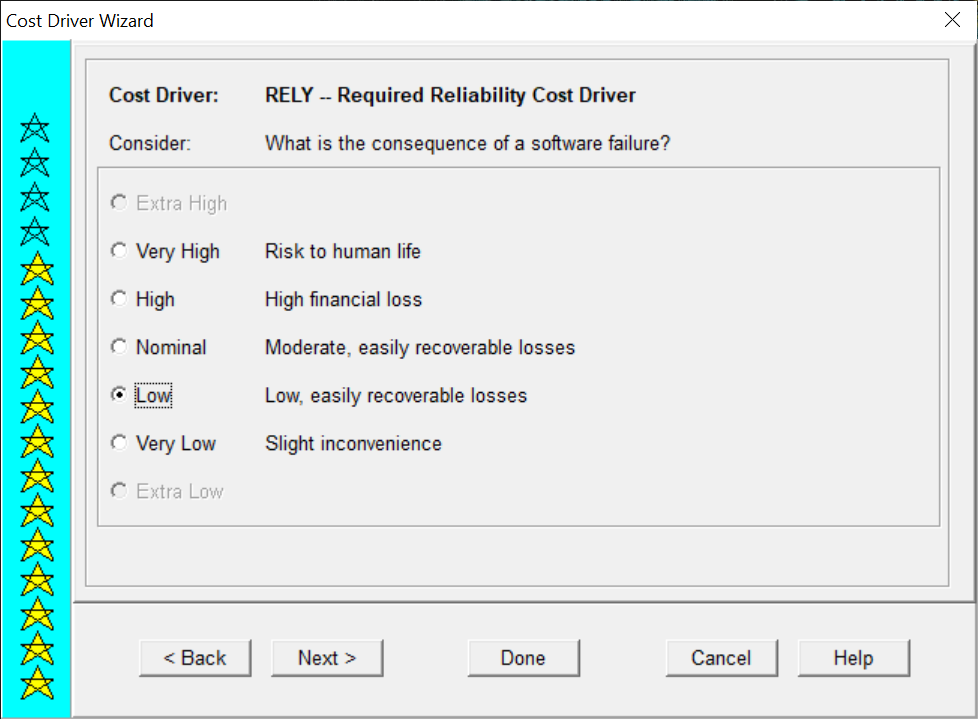 Cost Driver Wizard
Cost Driver: RELY -- Required Reliability Cost Driver
Consider: What is the consequence of a software failure?
Extra High
Very High Risk to human life
High High financial loss
Nominal Moderate, easily recoverable losses
Low Low, easily recoverable losses
Very Low Slight inconvenience
Extra Low
< Back Next > Done Cancel Help